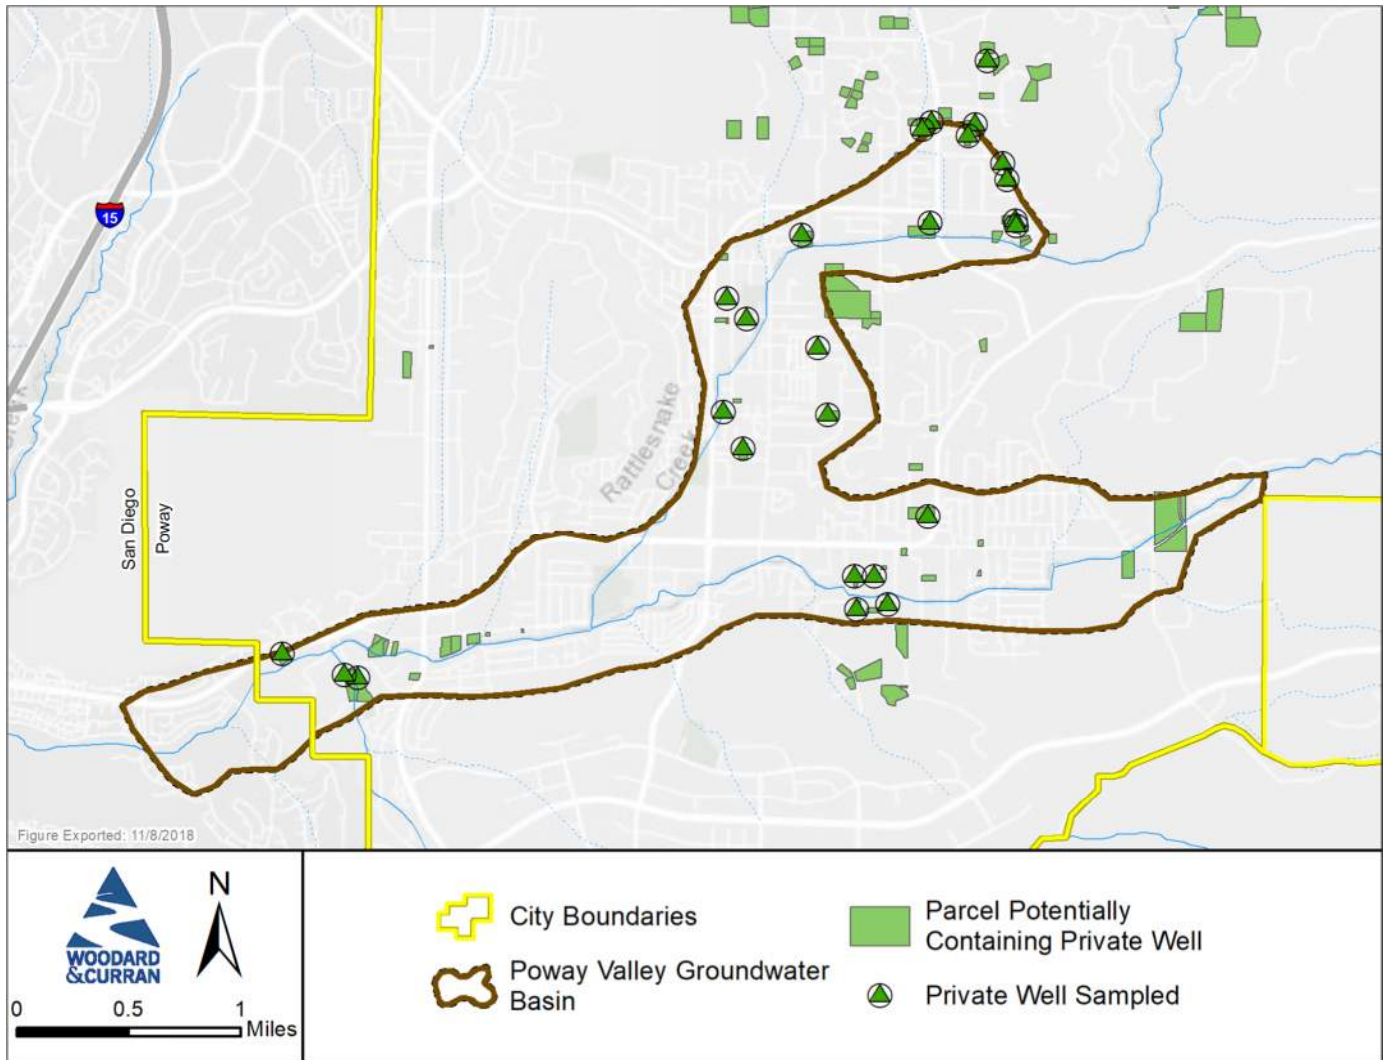 15
Rattlesnake
Creek
San Diego
Poway
Figure Exported: 11/8/2018
WOODARD
&CURRAN
N
0 0.5 1
Miles
City Boundaries
Poway Valley Groundwater
Basin
Parcel Potentially
Containing Private Well
Private Well Sampled